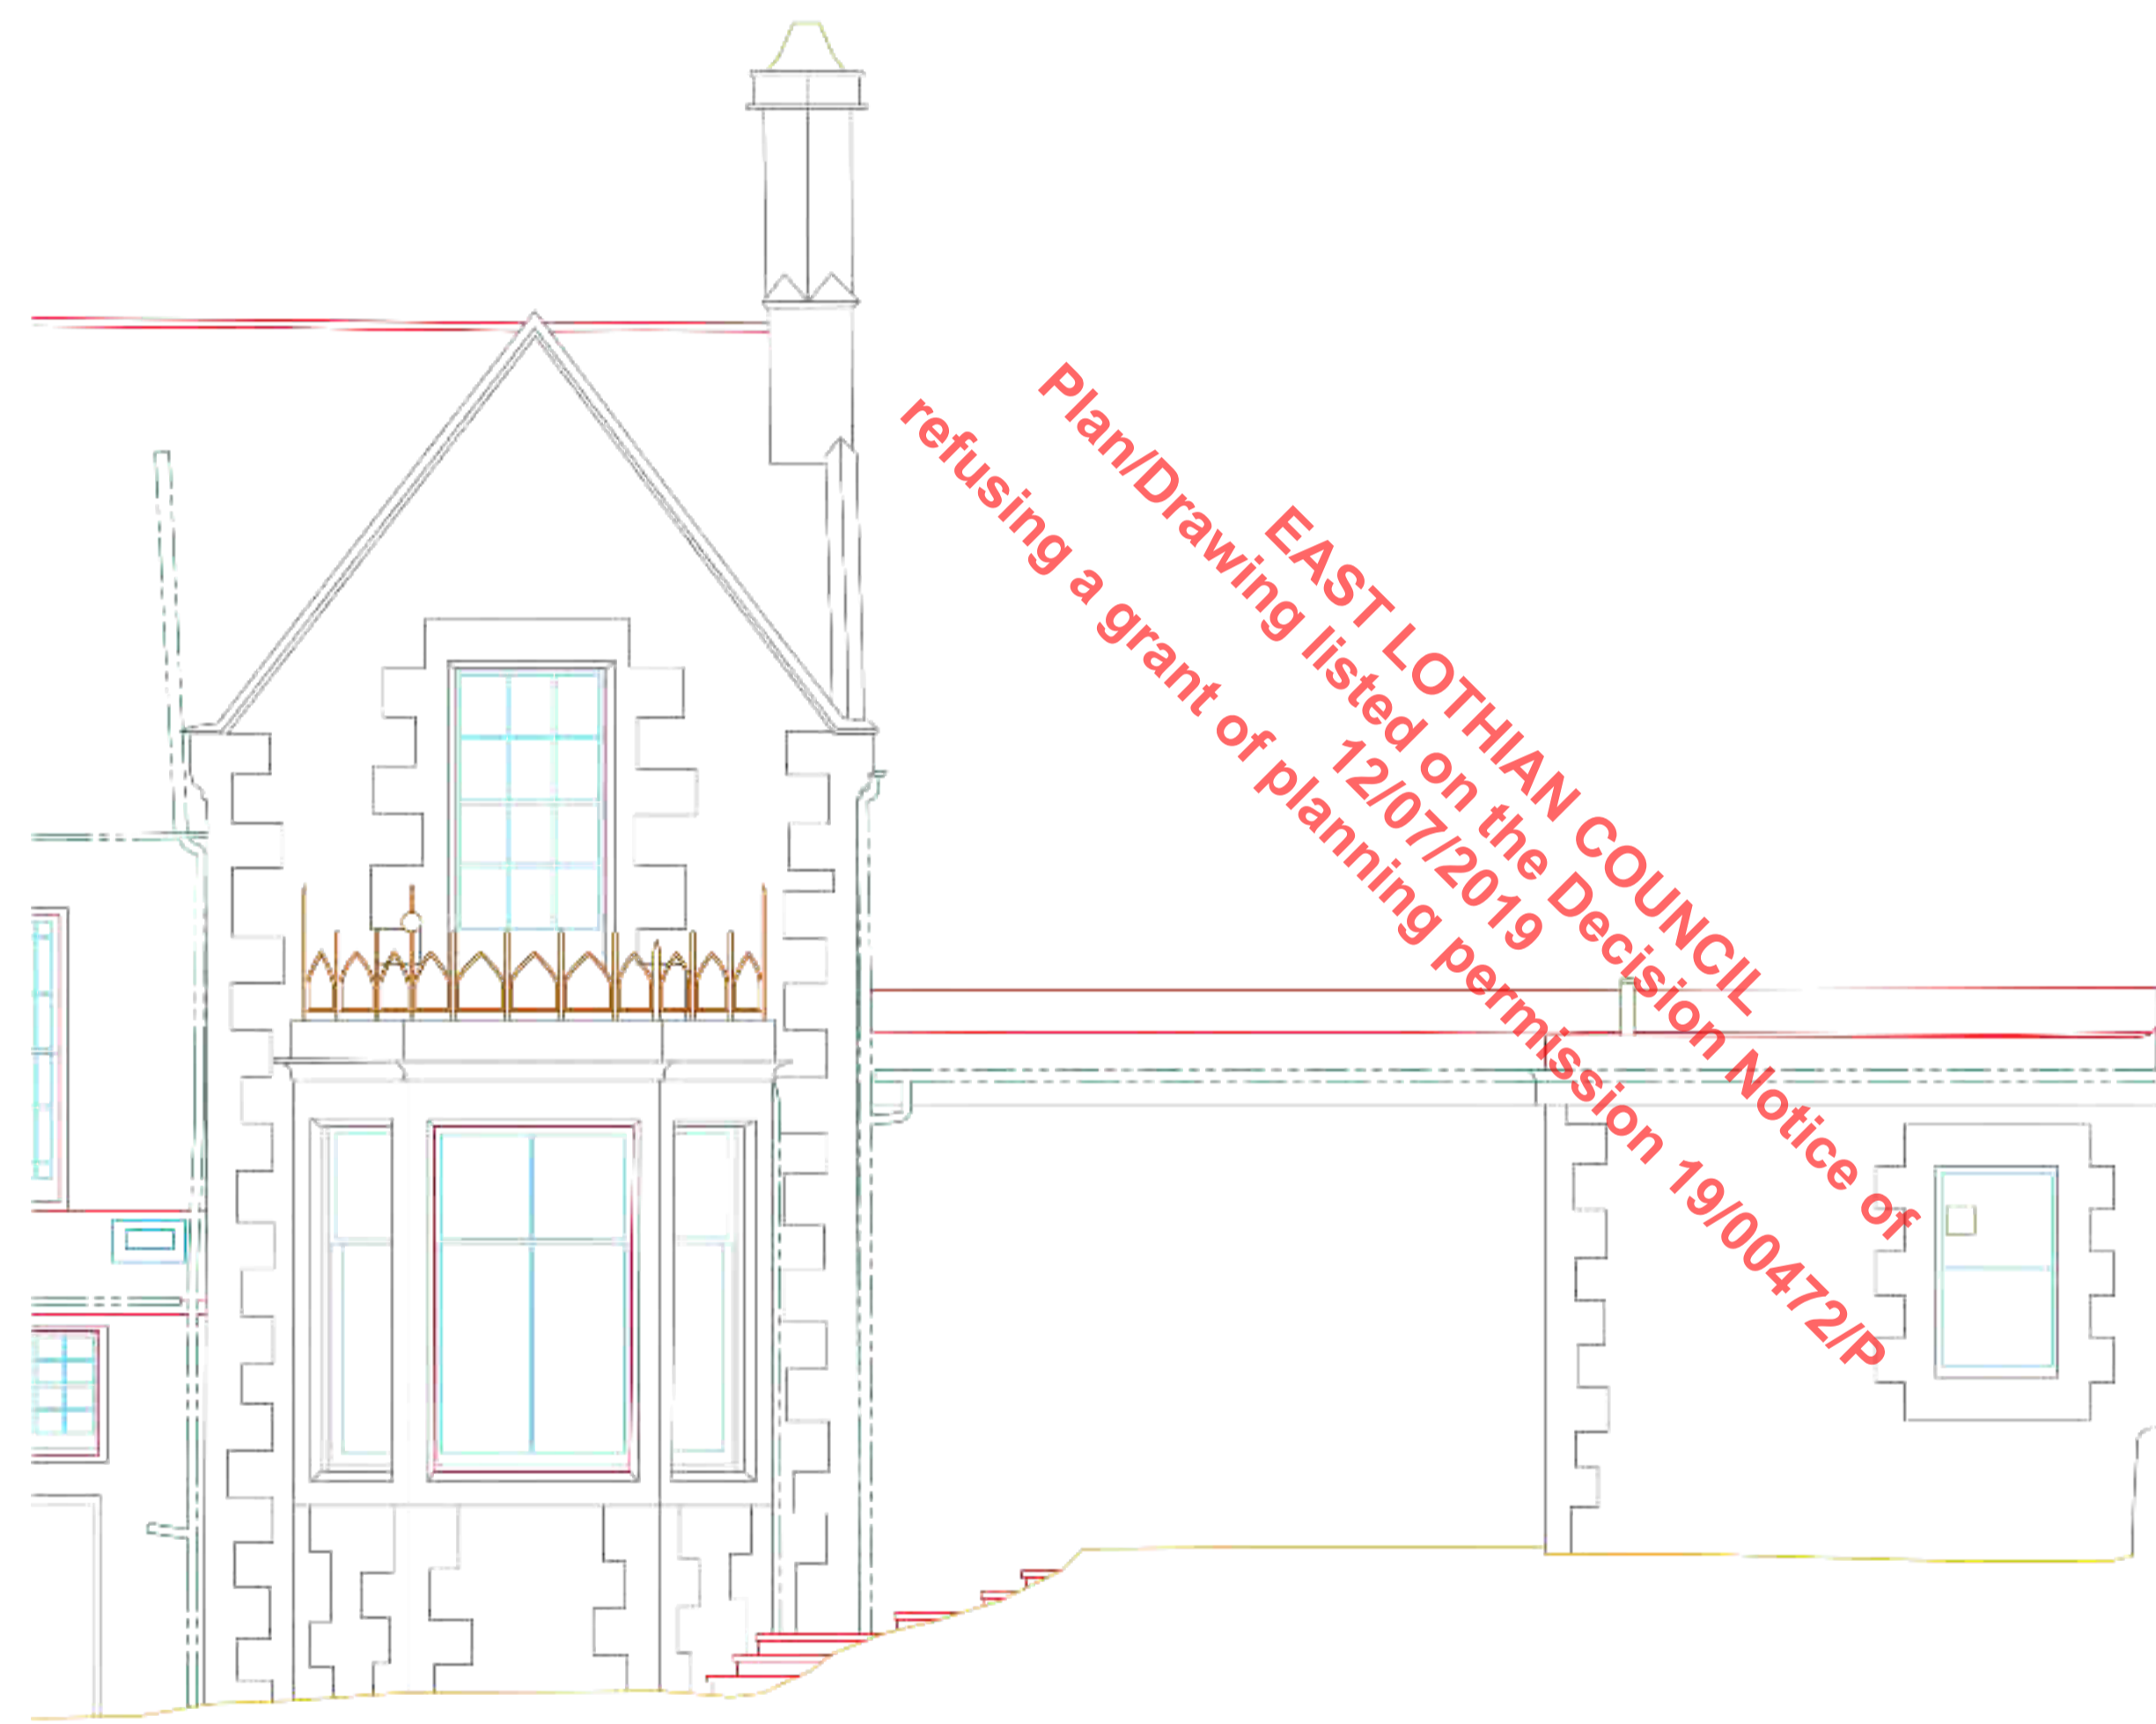 EAST LOTHIAN COUNCIL
Plan/Drawing listed on the Decision Notice of
12/07/2019
refusing a grant of planning permission 19/00472/P